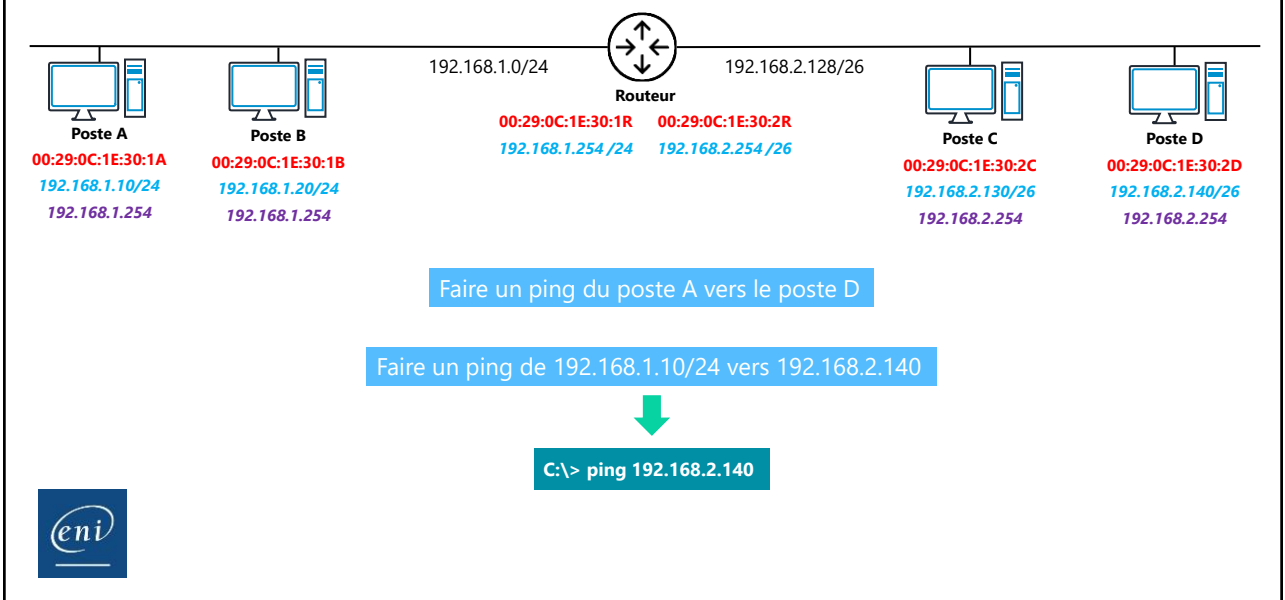 192.168.1.0/24
192.168.2.128/26
Routeur
00:29:0C:1E:30:1R 00:29:0C:1E:30:2R
192.168.1.254 /24 192.168.2.254 /26
Poste A
00:29:0C:1E:30:1A
192.168.1.10/24
192.168.1.254
Poste B
00:29:0C:1E:30:1B
192.168.1.20/24
192.168.1.254
Poste C
00:29:0C:1E:30:2C
192.168.2.130/26
192.168.2.254
Poste D
00:29:0C:1E:30:2D
192.168.2.140/26
192.168.2.254
Faire un ping du poste A vers le poste D
Faire un ping de 192.168.1.10/24 vers 192.168.2.140
C:\> ping 192.168.2.140
eni